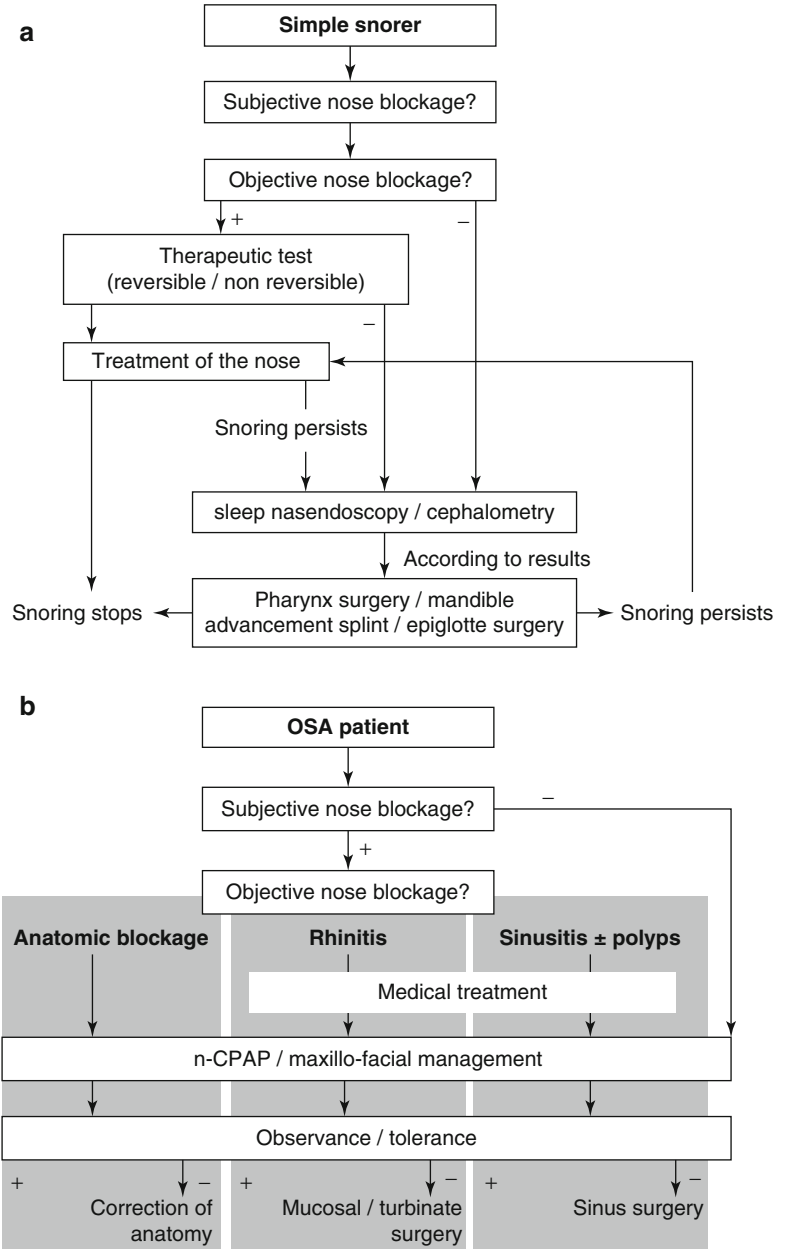 a
Simple snorer
Subjective nose blockage?
Objective nose blockage?
+
–
Therapeutic test
(reversible / non reversible)
–
Treatment of the nose
Snoring persists
sleep nasendoscopy / cephalometry
According to results
Snoring stops
Pharynx surgery / mandible
advancement splint / epiglotte surgery
Snoring persists
b
OSA patient
Subjective nose blockage?
–
+
Objective nose blockage?
Anatomic blockage
Rhinitis
Sinusitis ± polyps
Medical treatment
n-CPAP / maxillo-facial management
Observance / tolerance
+
–
+
–
+
–
Correction of
anatomy
Mucosal / turbinate
surgery
Sinus surgery